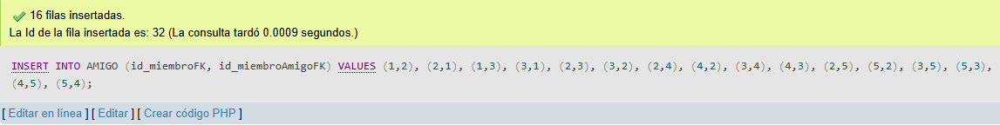 16 filas insertadas.
La Id de la fila insertada es: 32 (La consulta tardó 0.0009 segundos.)
INSERT INTO AMIGO (id_miembroFK, id_miembroAmigoFK) VALUES (1,2), (2,1), (1,3), (3,1), (2,3), (3,2), (2,4), (4,2), (3,4), (4,3), (2,5), (5,2), (3,5), (5,3),
(4,5), (5,4);
[ Editar en línea ] [ Editar ] [ Crear código PHP ]